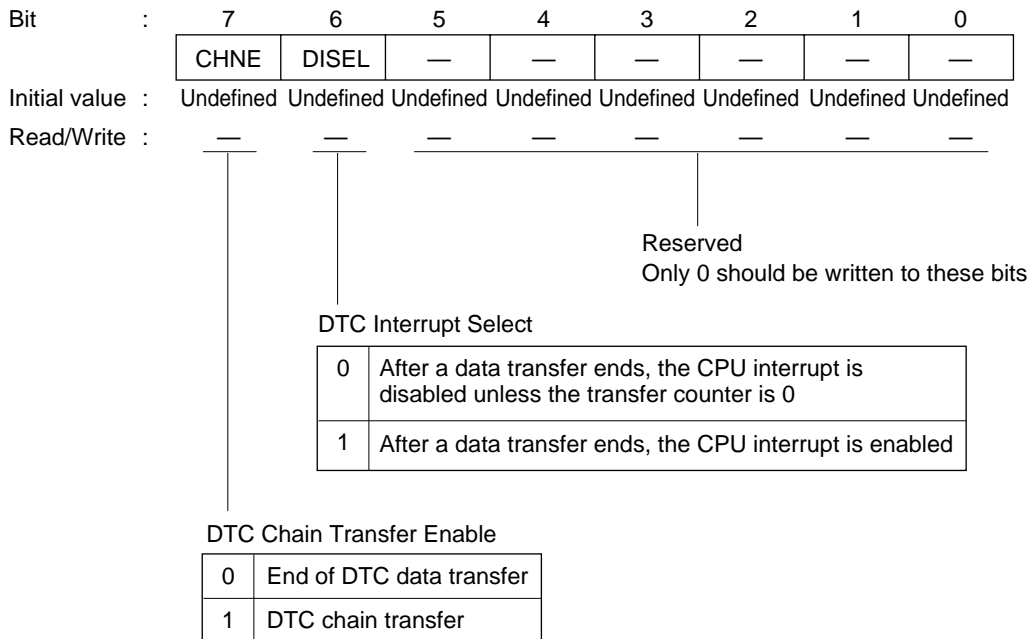 Bit : 7 6 5 4 3 2 1 0
CHNE DISEL — — — — — —
Initial value : Undefined Undefined Undefined Undefined Undefined Undefined Undefined Undefined
Read/Write : — — — — — — — —
Reserved
Only 0 should be written to these bits
DTC Interrupt Select
0 After a data transfer ends, the CPU interrupt is
disabled unless the transfer counter is 0
1 After a data transfer ends, the CPU interrupt is enabled
DTC Chain Transfer Enable
0 End of DTC data transfer
1 DTC chain transfer